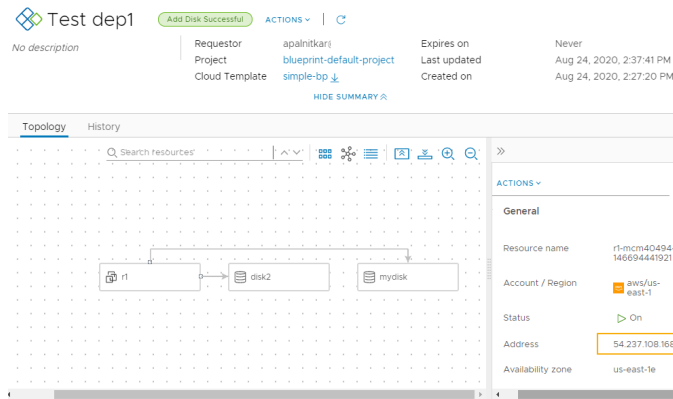 Test dep1
Add Disk Successful
ACTIONS
No description
Requestor apalnitkar
Expires on Never
Project blueprint-default-project
Last updated Aug 24, 2020, 2:37:41 PM
Cloud Template simple-bp
Created on Aug 24, 2020, 2:27:20 PM
HIDE SUMMARY
Topology History
Search resources
ACTIONS
General
Resource name r1-mcm40494-
146694441921
r1
disk2
mydisk
Account / Region aws/us-
east-1
Status On
Address 54.237.108.168
Availability zone us-east-1e